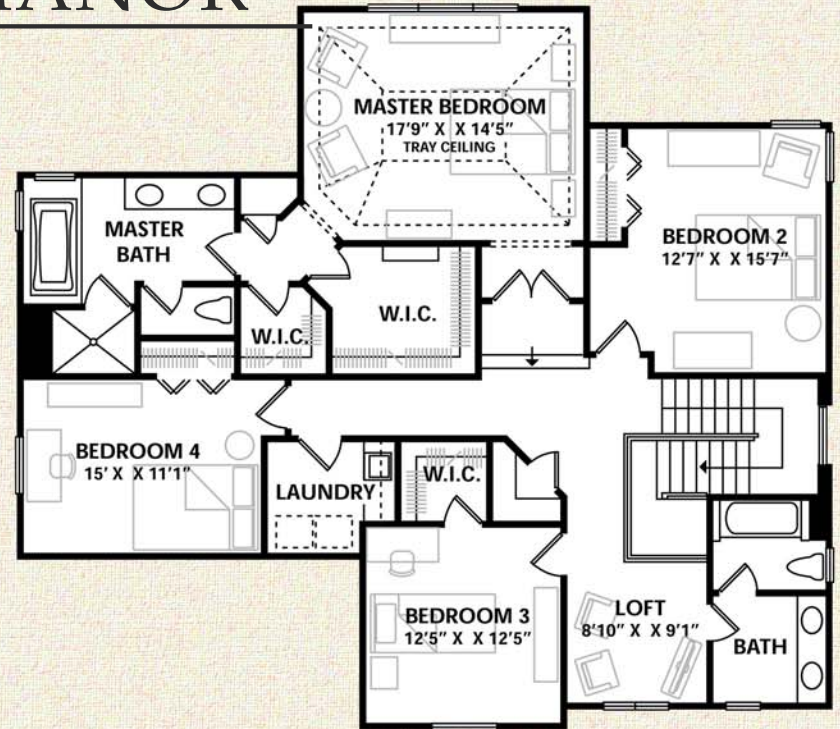 MANOR
MASTER BEDROOM
17'9" X X 14'5"
TRAY CEILING
MASTER
BATH
BEDROOM 2
12'7" X X 15'7"
W.I.C.
W.I.C.
BEDROOM 4
15' X X 11'1"
LAUNDRY
W.I.C.
BEDROOM 3
12'5" X X 12'5"
LOFT
8'10" X X 9'1"
BATH